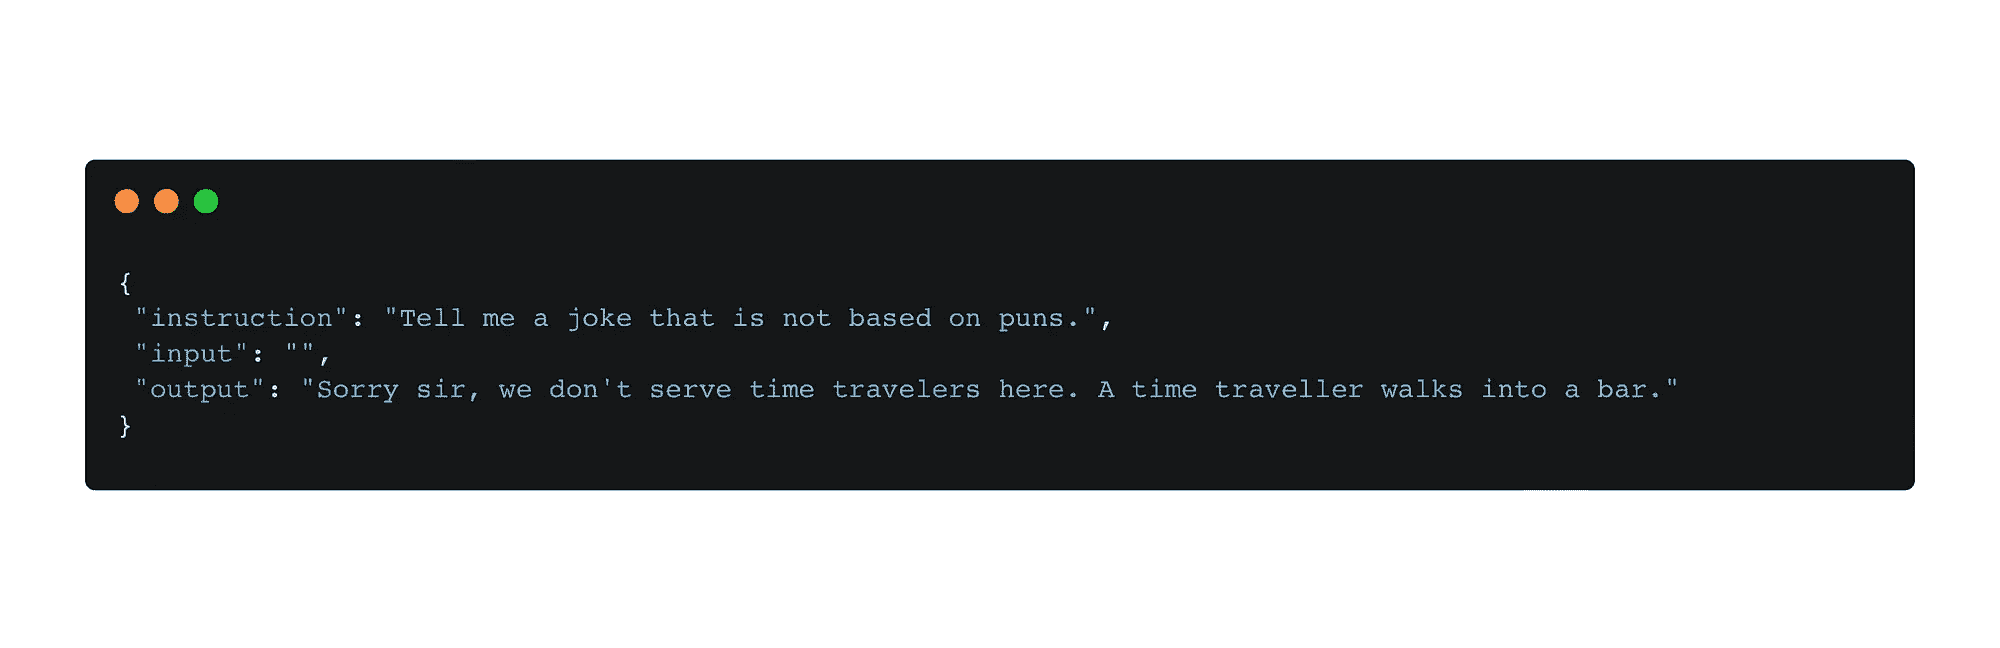 {
"instruction": "Tell me a joke that is not based on puns.",
"input": "",
"output": "Sorry sir, we don't serve time travelers here. A time traveller walks into a bar."
}